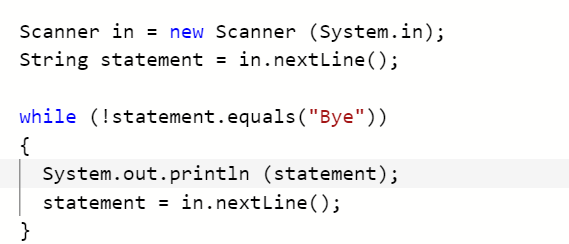 Scanner in = new Scanner (System.in);
String statement = in.nextLine();

while (!statement.equals("Bye"))
{
  System.out.println (statement);
  statement = in.nextLine();
}